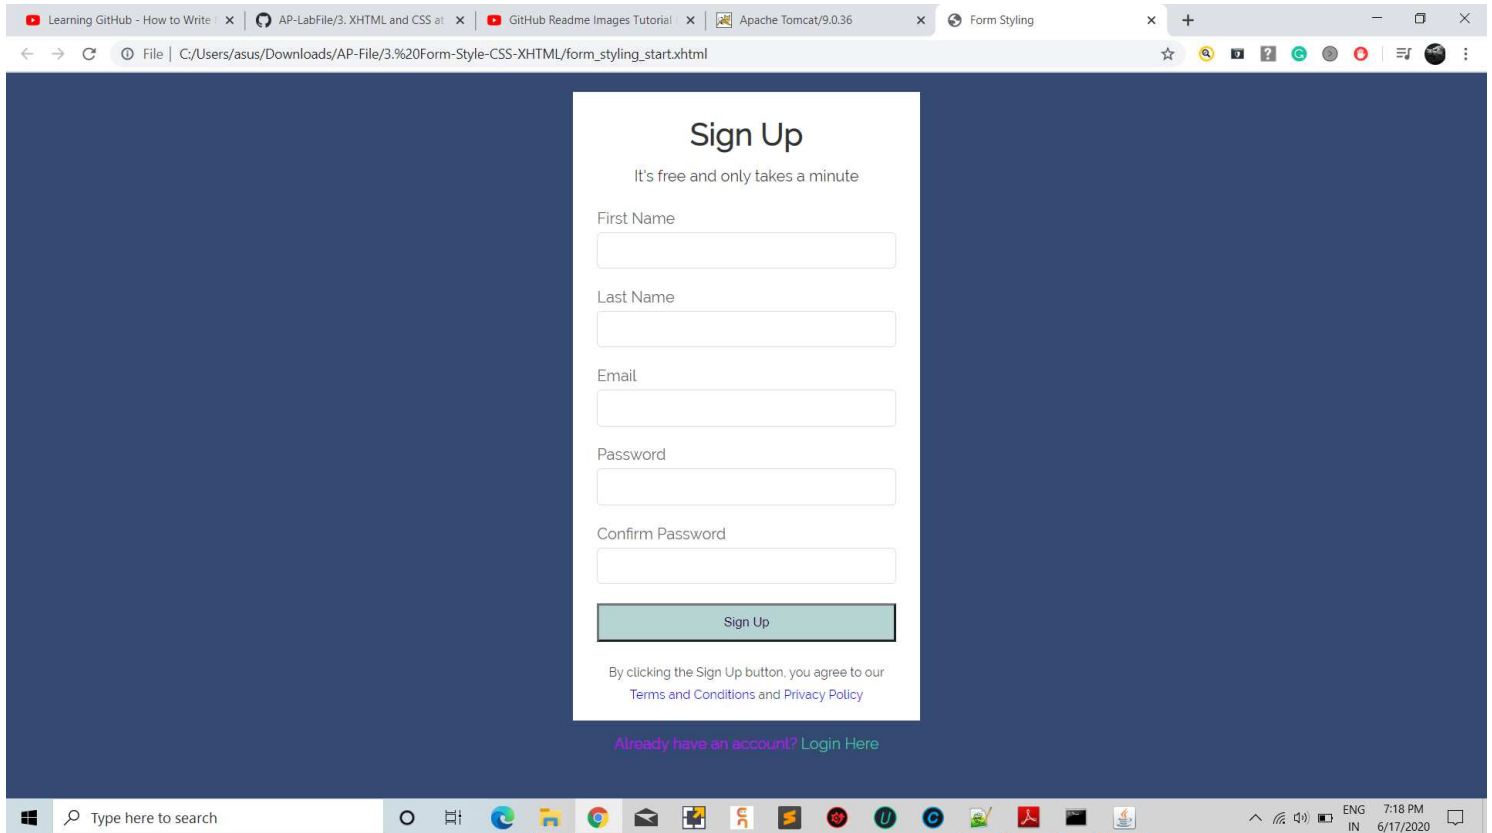 Learning GitHub - How to Write
AP-LabFile/3. XHTML and CSS at
GitHub Readme Images Tutorial
Apache Tomcat/9.0.36
Form Styling
File | C:/Users/asus/Downloads/AP-File/3.%20Form-Style-CSS-XHTML/form_styling_start.xhtml
Sign Up
It's free and only takes a minute
First Name
Last Name
Email
Password
Confirm Password
Sign Up
By clicking the Sign Up button, you agree to our
Terms and Conditions and Privacy Policy
Already have an account? Login Here
Type here to search
ENG
IN
7:18 PM
6/17/2020